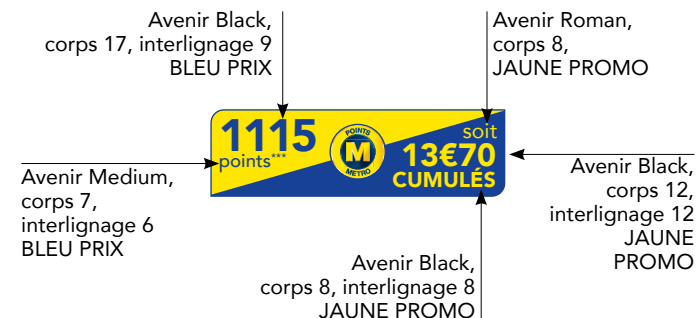 Avenir Black,
corps 17, interlignage 9
BLEU PRIX
Avenir Roman,
corps 8,
JAUNE PROMO
1115
points***
POINTS
M
METRO
soit
13€70
CUMULÉS
Avenir Medium,
corps 7,
interlignage 6
BLEU PRIX
Avenir Black,
corps 12,
interlignage 12
JAUNE
PROMO
Avenir Black,
corps 8, interlignage 8
JAUNE PROMO